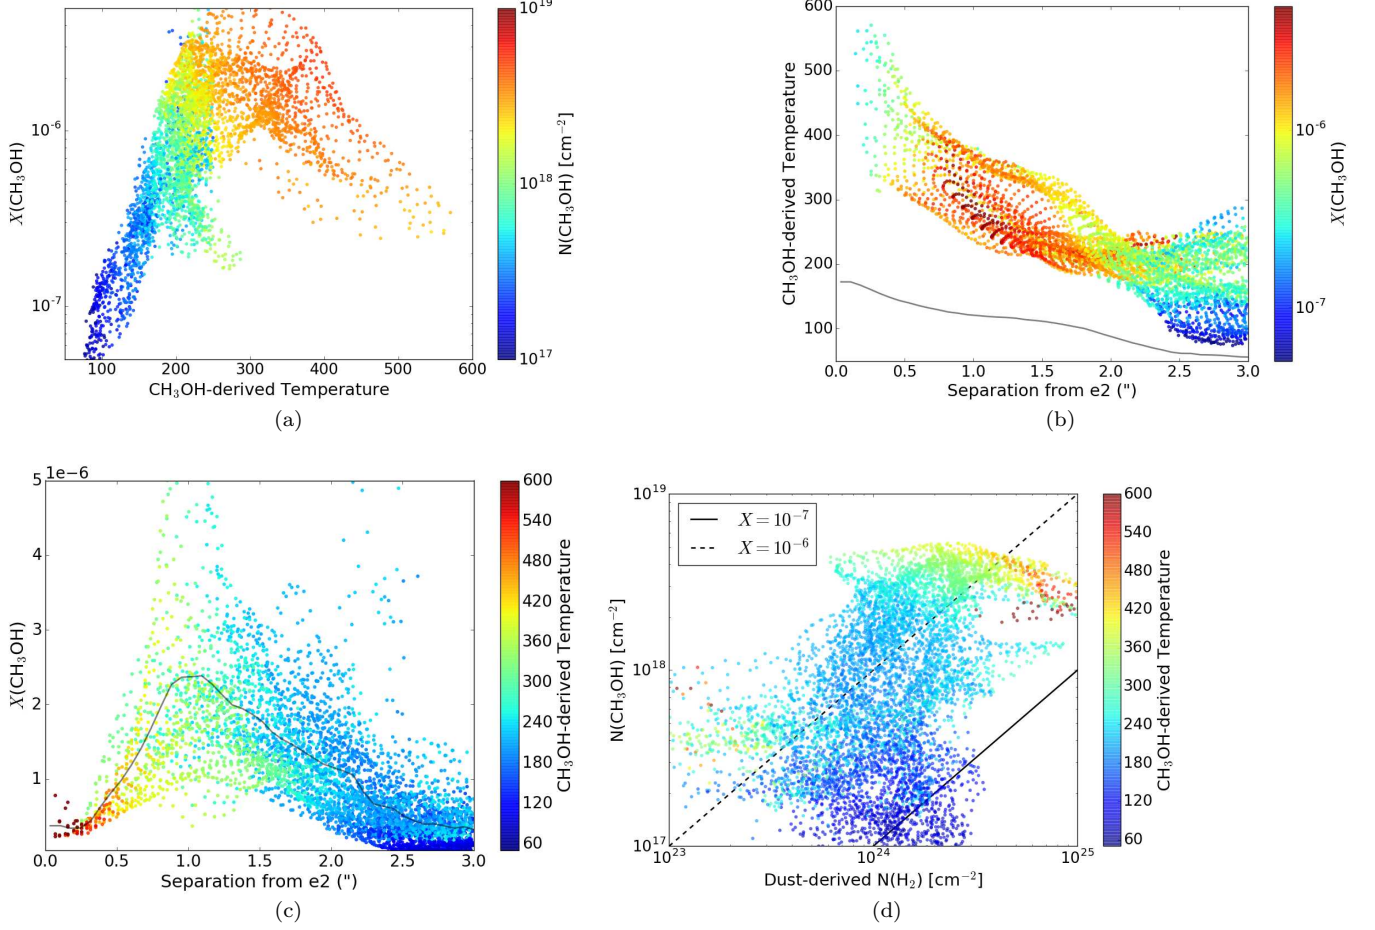 10¹⁹
10¹⁸
10¹⁷
N(CH₃OH) [cm⁻²]
10⁻⁶
10⁻⁷
X(CH₃OH)
100 200 300 400 500 600
CH₃OH-derived Temperature
(a)
600
500
400
300
200
100
CH₃OH-derived Temperature
0.0 0.5 1.0 1.5 2.0 2.5 3.0
Separation from e2 (")
10⁻⁶
10⁻⁷
X(CH₃OH)
(b)
1e−6
5
4
3
2
1
X(CH₃OH)
0.0 0.5 1.0 1.5 2.0 2.5 3.0
Separation from e2 (")
600
540
480
420
360
300
240
180
120
60
CH₃OH-derived Temperature
(c)
X = 10⁻⁷
X = 10⁻⁶
10¹⁹
10¹⁸
10¹⁷
N(CH₃OH) [cm⁻²]
10²³ 10²⁴ 10²⁵
Dust-derived N(H₂) [cm⁻²]
600
540
480
420
360
300
240
180
120
60
CH₃OH-derived Temperature
(d)